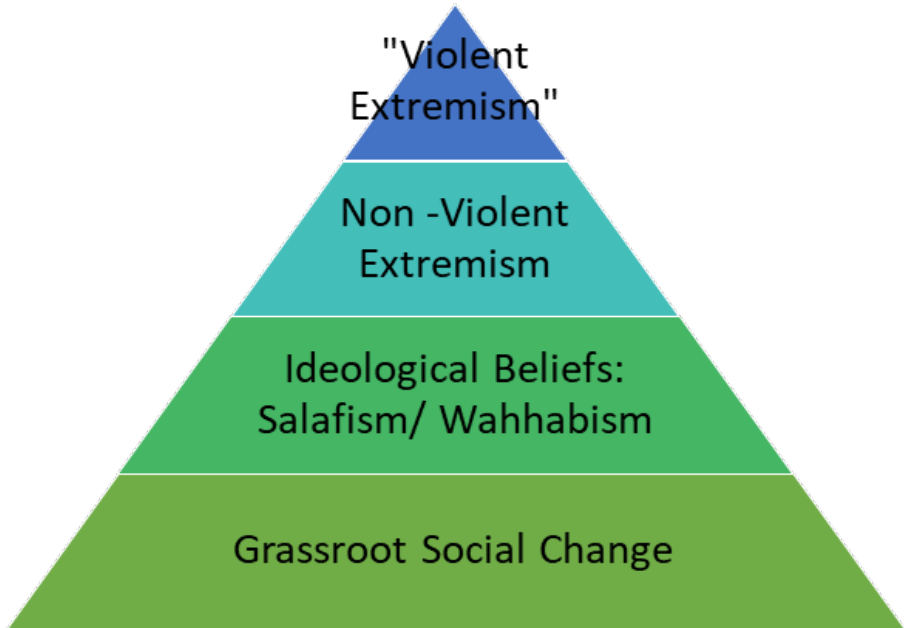 "Violent
Extremism"
Non -Violent
Extremism
Ideological Beliefs:
Salafism/ Wahhabism
Grassroot Social Change